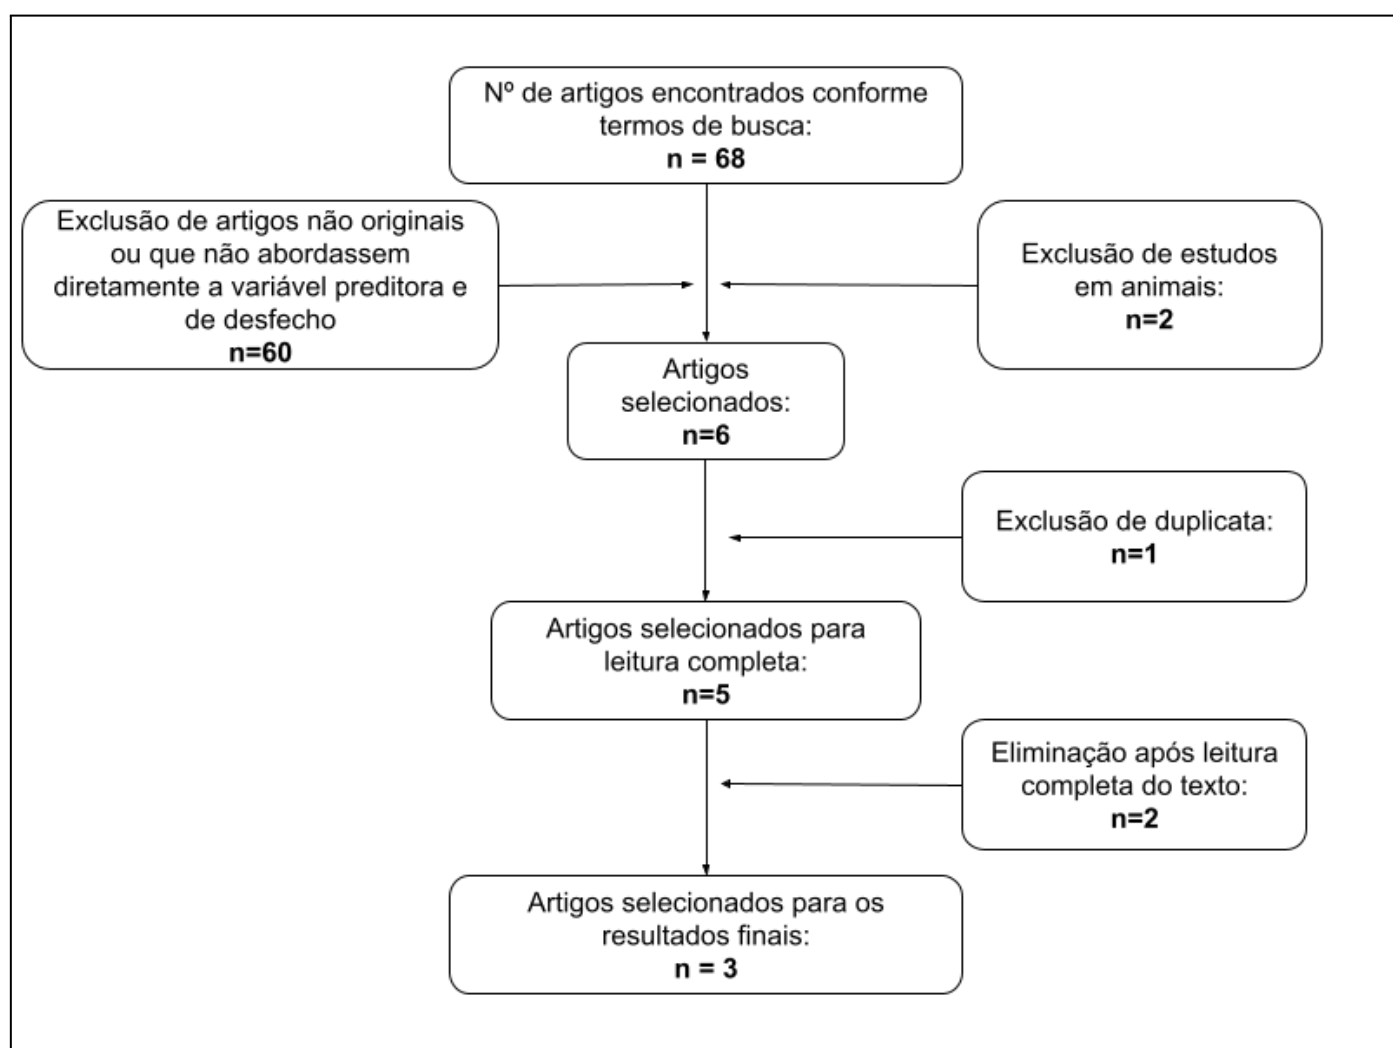 Nº de artigos encontrados conforme
termos de busca:
n = 68
Exclusão de artigos não originais
ou que não abordassem
diretamente a variável preditora e
de desfecho
n=60
Exclusão de estudos
em animais:
n=2
Artigos
selecionados:
n=6
Exclusão de duplicata:
n=1
Artigos selecionados para
leitura completa:
n=5
Eliminação após leitura
completa do texto:
n=2
Artigos selecionados para os
resultados finais:
n = 3